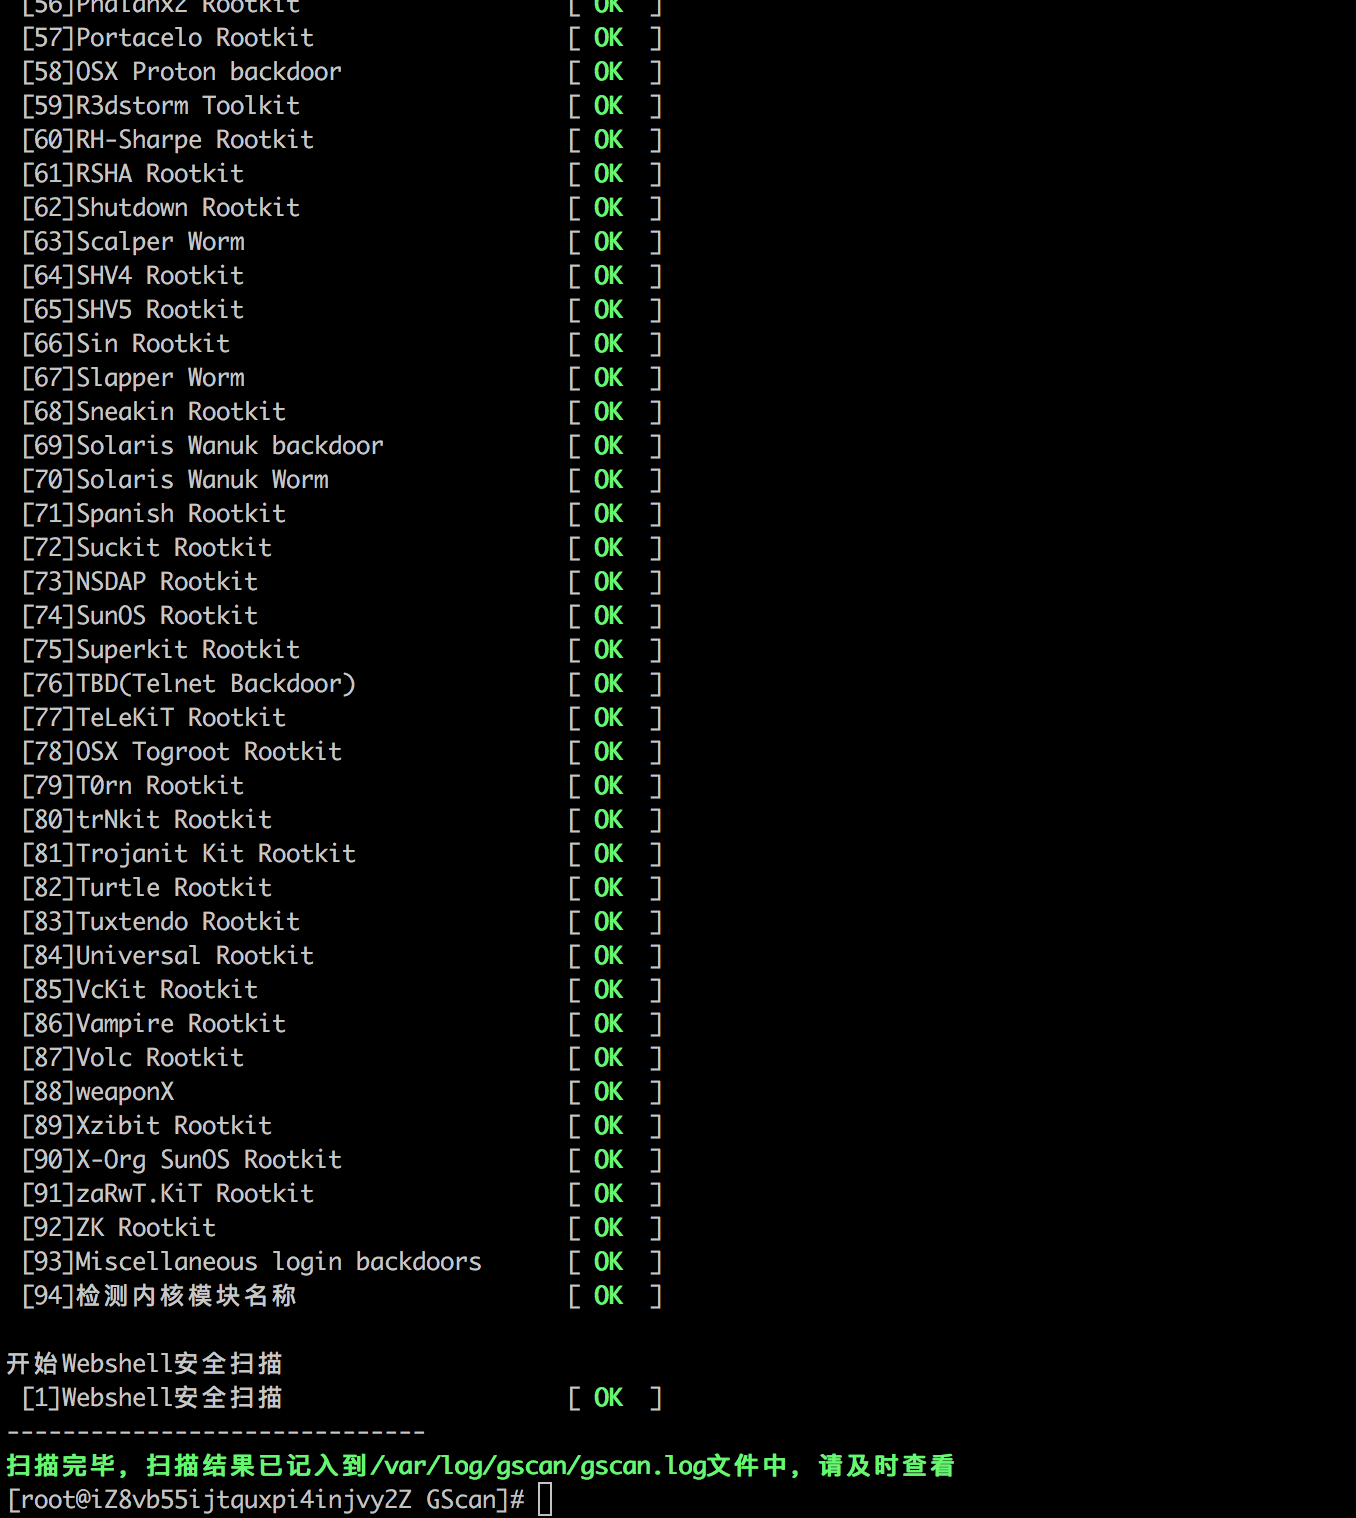 [56]Phalanx2 Rootkit [ OK ]
[57]Portacelo Rootkit [ OK ]
[58]OSX Proton backdoor [ OK ]
[59]R3dstorm Toolkit [ OK ]
[60]RH-Sharpe Rootkit [ OK ]
[61]RSHA Rootkit [ OK ]
[62]Shutdown Rootkit [ OK ]
[63]Scalper Worm [ OK ]
[64]SHV4 Rootkit [ OK ]
[65]SHV5 Rootkit [ OK ]
[66]Sin Rootkit [ OK ]
[67]Slapper Worm [ OK ]
[68]Sneakin Rootkit [ OK ]
[69]Solaris Wanuk backdoor [ OK ]
[70]Solaris Wanuk Worm [ OK ]
[71]Spanish Rootkit [ OK ]
[72]Suckit Rootkit [ OK ]
[73]NSDAP Rootkit [ OK ]
[74]SunOS Rootkit [ OK ]
[75]Superkit Rootkit [ OK ]
[76]TBD(Telnet Backdoor) [ OK ]
[77]TeLeKiT Rootkit [ OK ]
[78]OSX Togroot Rootkit [ OK ]
[79]T0rn Rootkit [ OK ]
[80]trNkit Rootkit [ OK ]
[81]Trojanit Kit Rootkit [ OK ]
[82]Turtle Rootkit [ OK ]
[83]Tuxtendo Rootkit [ OK ]
[84]Universal Rootkit [ OK ]
[85]VcKit Rootkit [ OK ]
[86]Vampire Rootkit [ OK ]
[87]Volc Rootkit [ OK ]
[88]weaponX [ OK ]
[89]Xzibit Rootkit [ OK ]
[90]X-Org SunOS Rootkit [ OK ]
[91]zaRwT.KiT Rootkit [ OK ]
[92]ZK Rootkit [ OK ]
[93]Miscellaneous login backdoors [ OK ]
[94]检测内核模块名称 [ OK ]
开始Webshell安全扫描
[1]Webshell安全扫描 [ OK ]
------------------------------
扫描完毕，扫描结果已记入到/var/log/gscan/gscan.log文件中，请及时查看
[root@iZ8vb55ijtquxpi4injvy2Z GScan]#